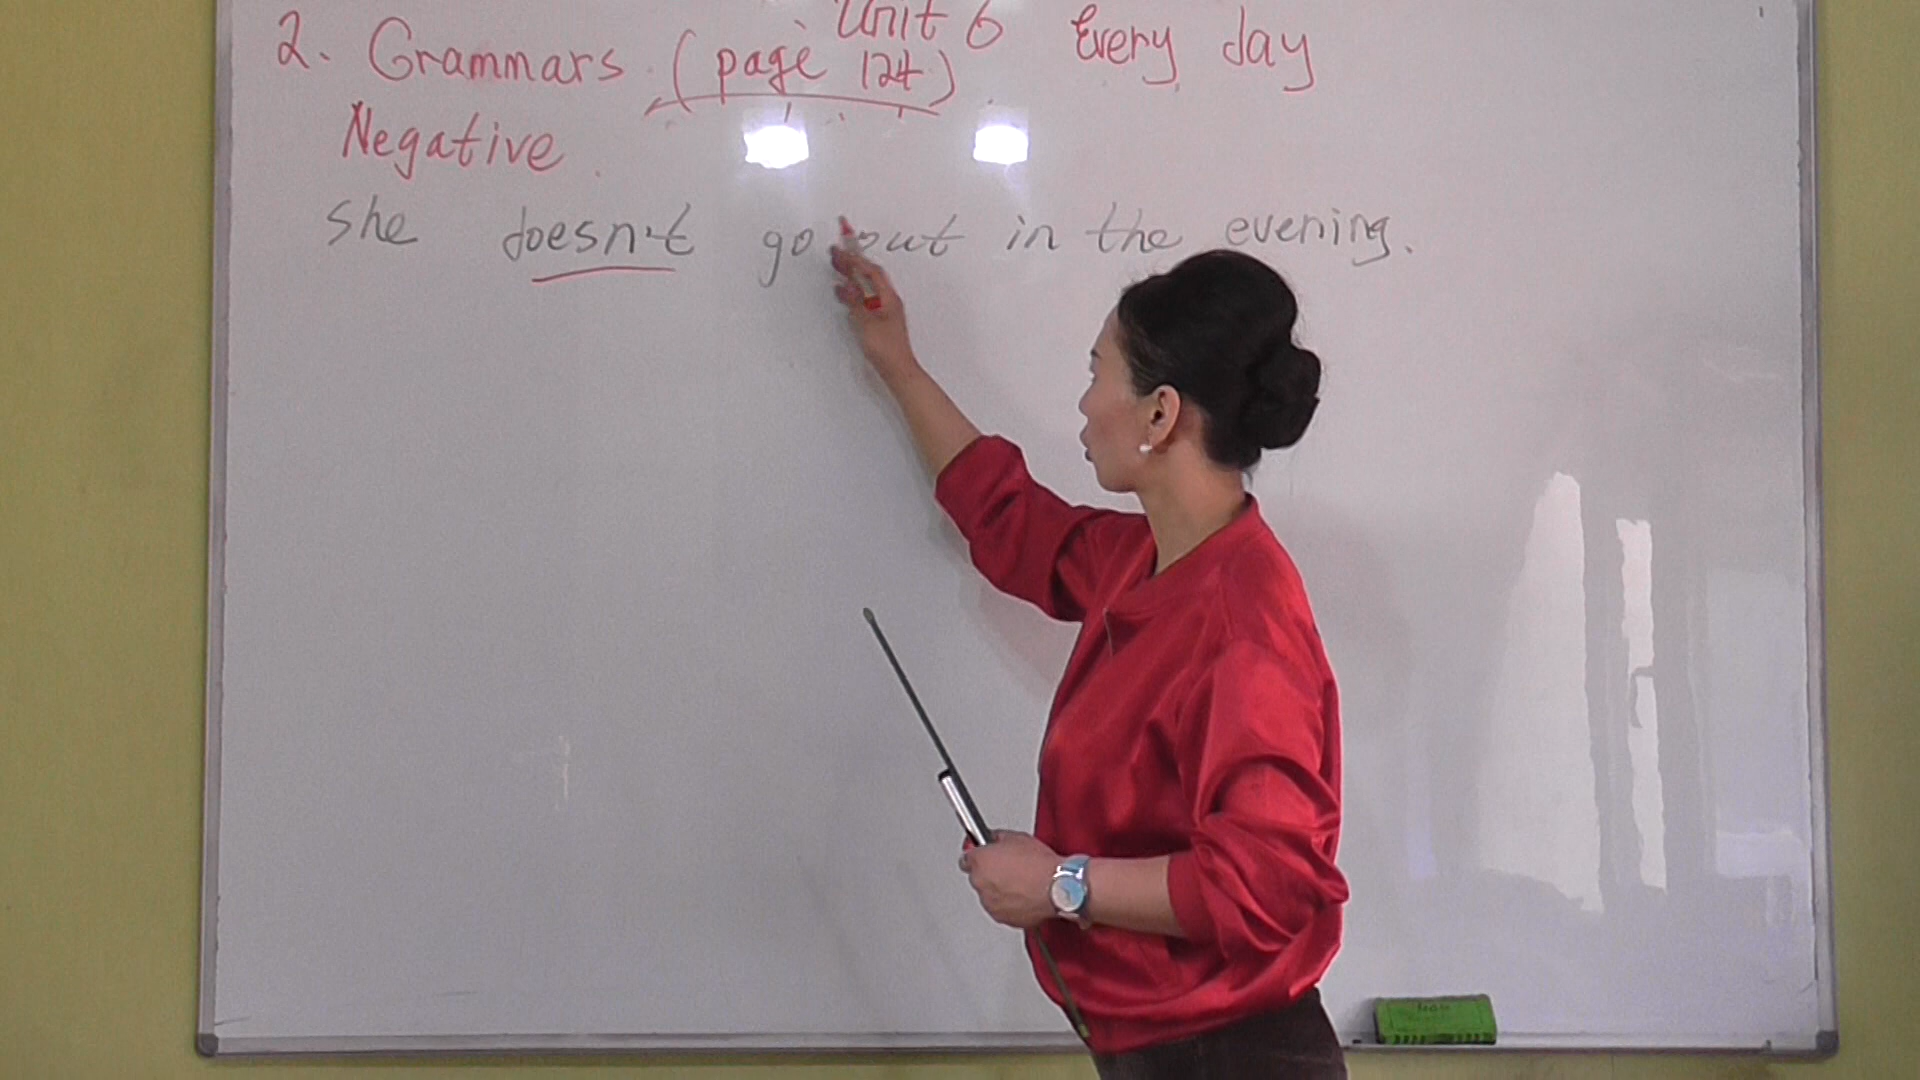 Unit 6 Every day
2. Grammars (page 124)
Negative
she doesn't go out in the evening.